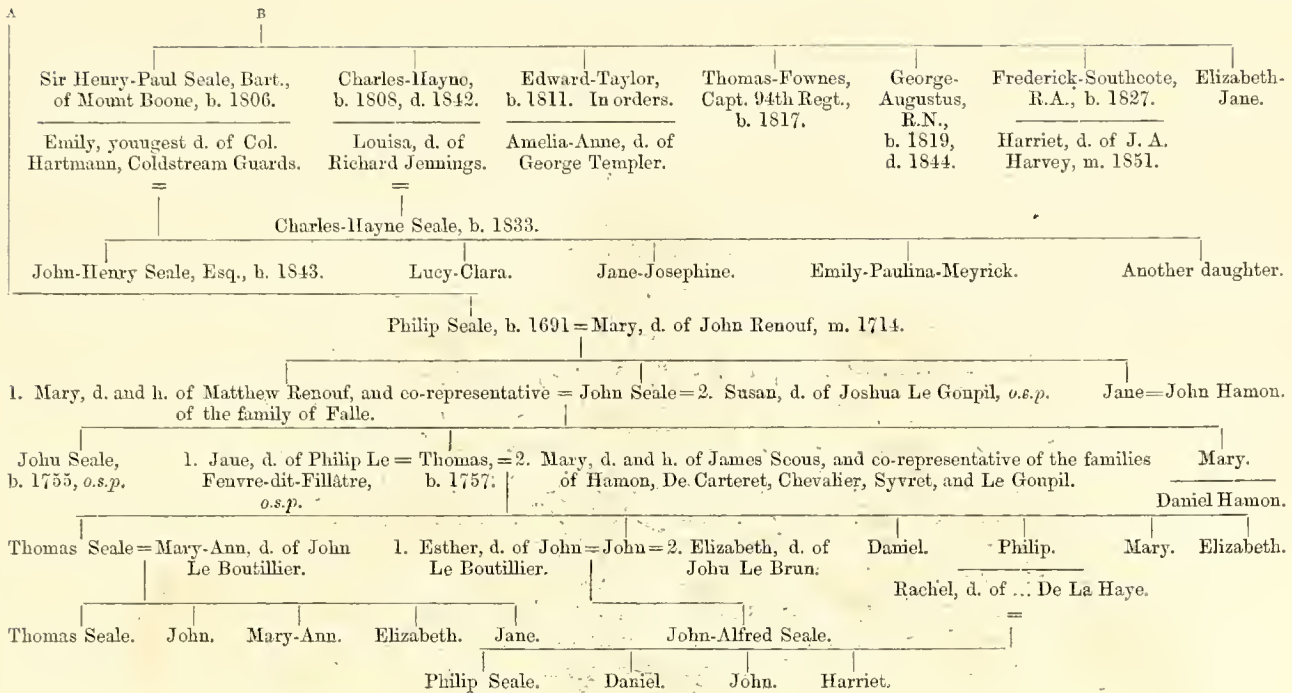 A B
Sir Henry-Paul Seale, Bart., of Mount Boone, b. 1806.
Emily, youngest d. of Col. Hartmann, Coldstream Guards.
=
Charles-Hayne, b. 1808, d. 1842.
Louisa, d. of Richard Jennings.
=
Edward-Taylor, b. 1811. In orders.
Amelia-Anne, d. of George Templer.
Thomas-Fownes, Capt. 94th Regt., b. 1817.
George-Augustus, R.N., b. 1819, d. 1844.
Frederick-Southcote, R.A., b. 1827.
Harriet, d. of J. A. Harvey, m. 1851.
Elizabeth-Jane.
Charles-Hayne Seale, b. 1833.
John-Henry Seale, Esq., b. 1843. Lucy-Clara. Jane-Josephine. Emily-Paulina-Meyrick. Another daughter.
Philip Seale, b. 1691 = Mary, d. of John Renouf, m. 1714.
1. Mary, d. and h. of Matthew Renouf, and co-representative of the family of Falle. = John Seale = 2. Susan, d. of Joshua Le Goupil, o.s.p. Jane = John Hamon.
John Seale, b. 1755, o.s.p.
1. Jane, d. of Philip Le Feuvre-dit-Fillâtre, o.s.p. = Thomas, b. 1757. = 2. Mary, d. and h. of James Scous, and co-representative of the families of Hamon, De Carteret, Chevalier, Syvret, and Le Goupil.
Mary.
Daniel Hamon.
Thomas Seale = Mary-Ann, d. of John Le Boutillier.
1. Esther, d. of John Le Boutillier. = John = 2. Elizabeth, d. of John Le Brun.
Daniel. Philip. Mary. Elizabeth.
Rachel, d. of ... De La Haye.
=
Thomas Seale. John. Mary-Ann. Elizabeth. Jane. John-Alfred Seale.
Philip Seale. Daniel. John. Harriet.